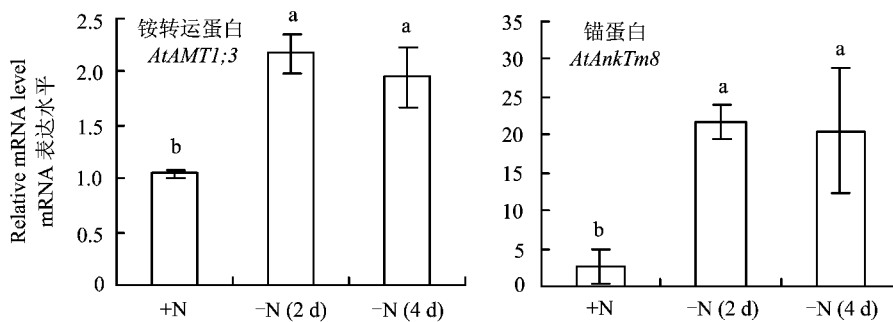 Relative mRNA level
mRNA 表达水平
2.5
2.0
1.5
1.0
0.5
0
铵转运蛋白
AtAMT1;3
b
a
a
+N
−N (2 d)
−N (4 d)
35
30
25
20
15
10
5
0
锚蛋白
AtAnkTm8
b
a
a
+N
−N (2 d)
−N (4 d)